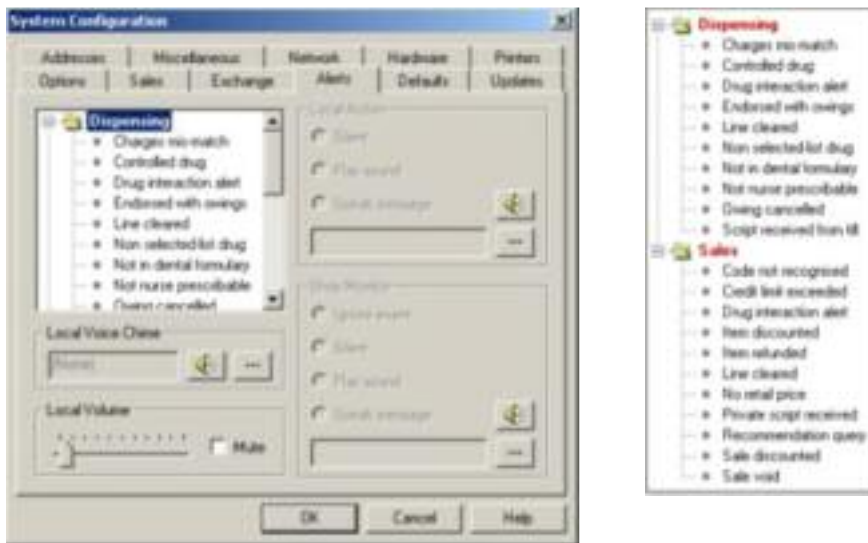 System Configuration
Addresses Miscellaneous Network Hardware Printers
Options Sales Exchange Alerts Defaults Updates
Dispensing
Charges mis-match
Controlled drug
Drug interaction alert
Endorsed with owings
Line cleared
Non selected-list drug
Not in dental formulary
Not nurse prescribable
Owing cancelled
Local Voice Chime
(None)
Local Volume
Mute
Local Action
Silent
Play sound
Speak message
...
Shop Monitor
Ignore event
Silent
Play sound
Speak message
...
OK Cancel Help
Dispensing
Charges mis-match
Controlled drug
Drug interaction alert
Endorsed with owings
Line cleared
Non selected-list drug
Not in dental formulary
Not nurse prescribable
Owing cancelled
Script received from till
Sales
Code not recognised
Credit limit exceeded
Drug interaction alert
Item discounted
Item refunded
Line cleared
No retail price
Private script received
Recommendation query
Sale discounted
Sale void